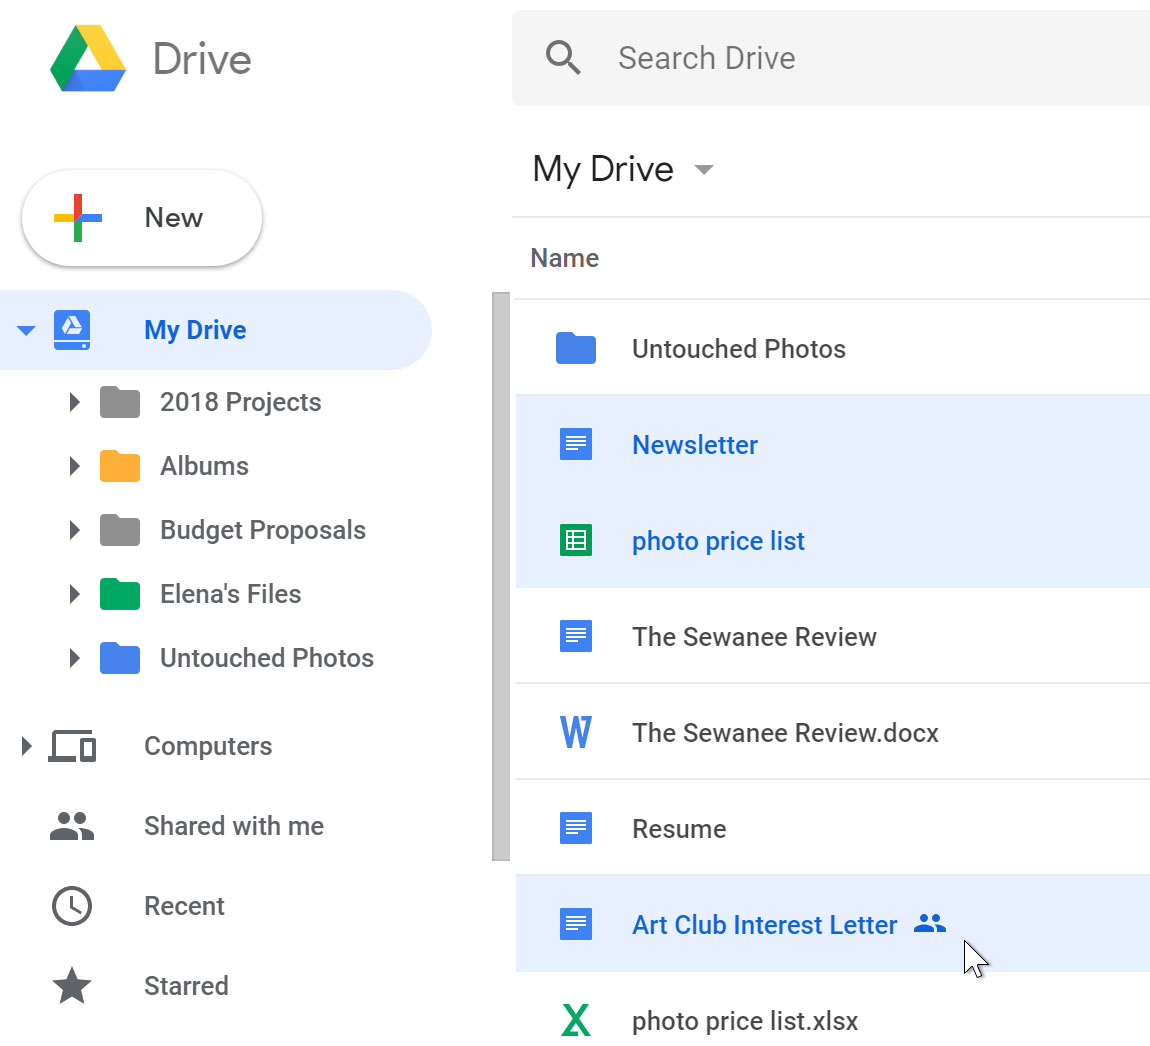 Drive
Search Drive
New
My Drive
2018 Projects
Albums
Budget Proposals
Elena's Files
Untouched Photos
Computers
Shared with me
Recent
Starred
My Drive
Name
Untouched Photos
Newsletter
photo price list
The Sewanee Review
W The Sewanee Review.docx
Resume
Art Club Interest Letter
X photo price list.xlsx